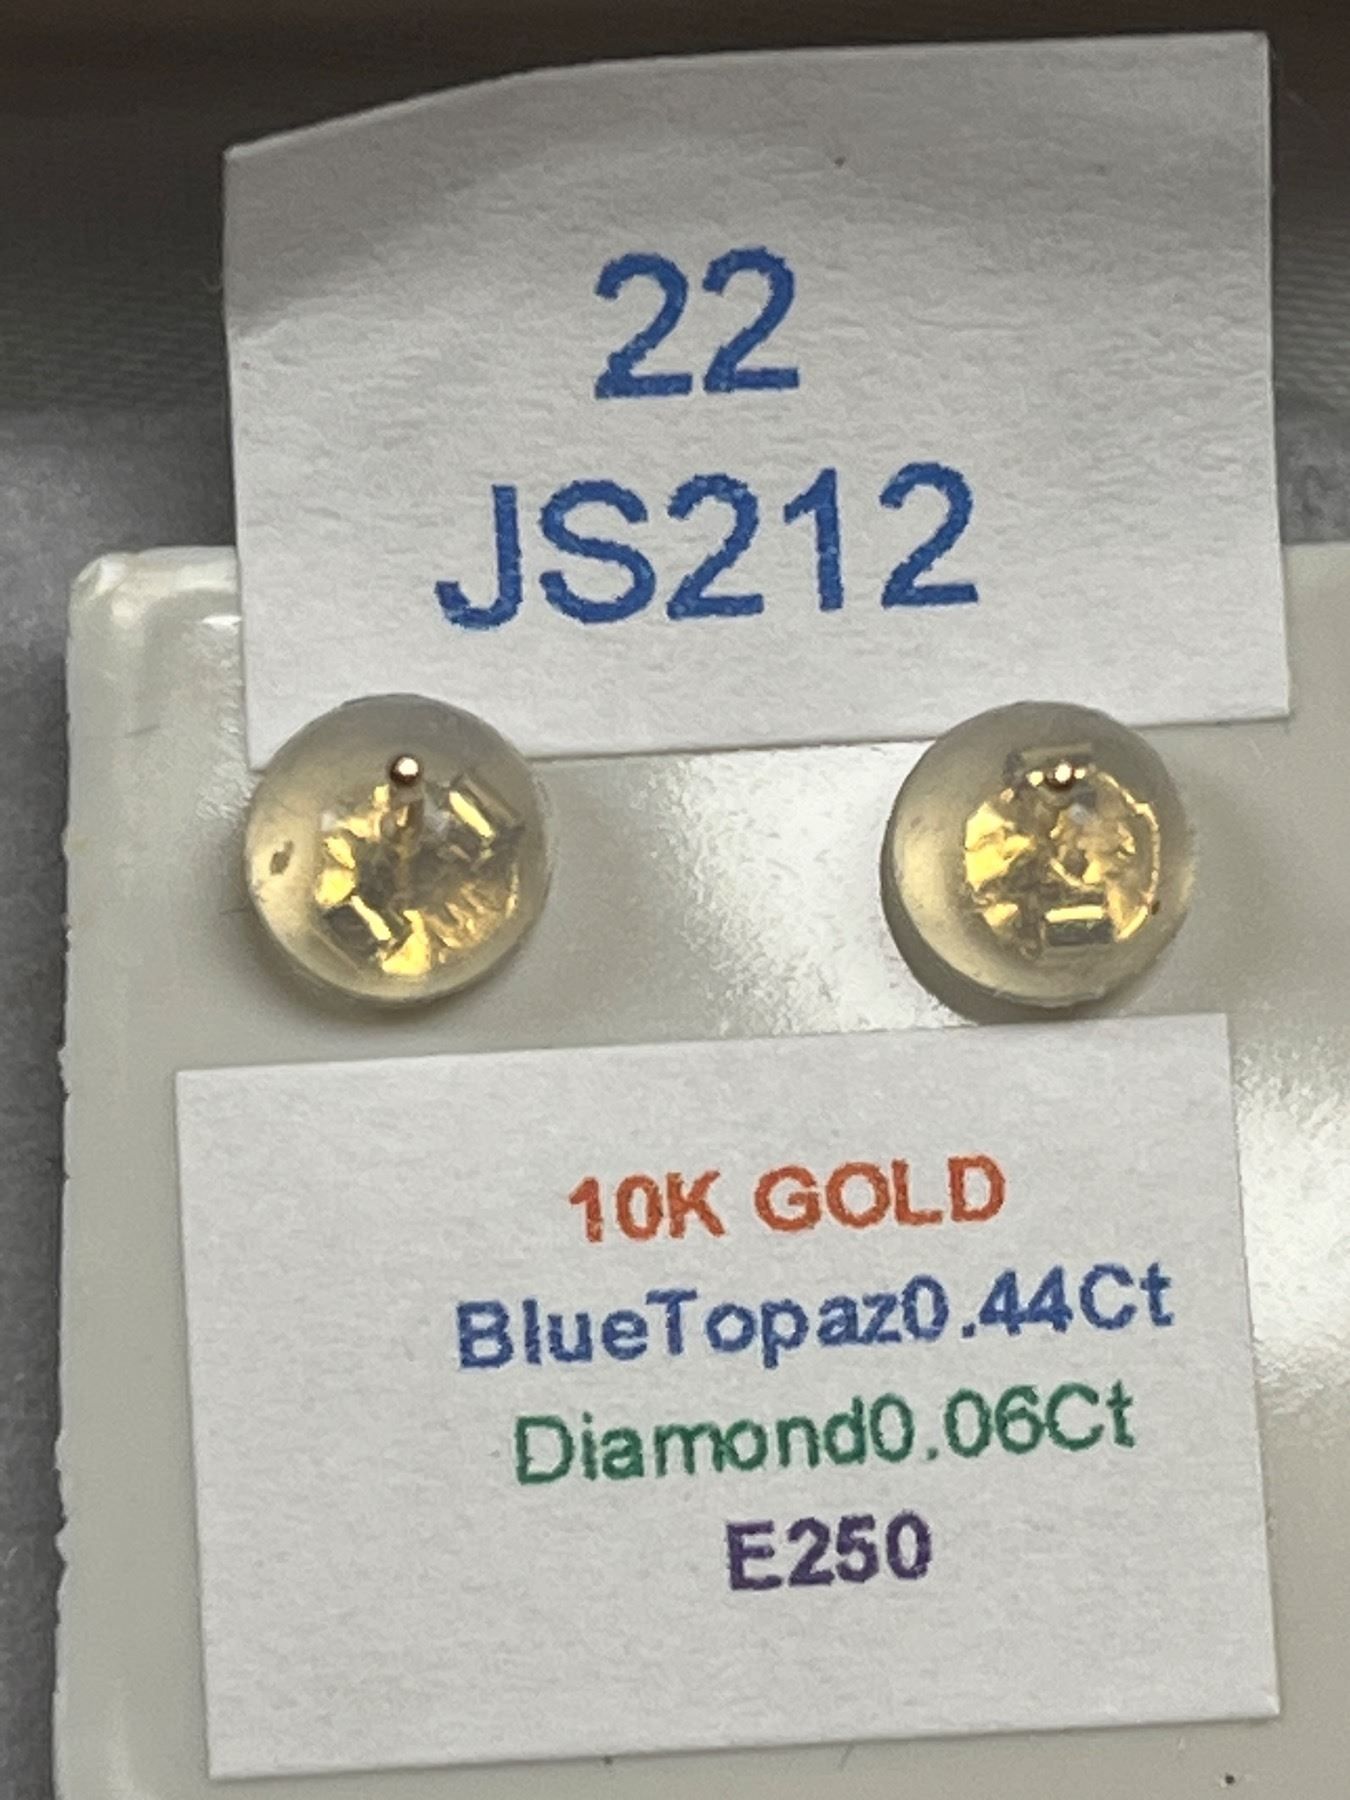 22
JS212
10K GOLD
BlueTopaz0.44Ct
Diamond0.06Ct
E250